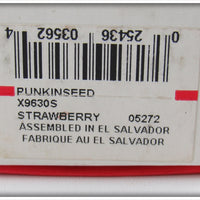 0 25436 03562 4
PUNKINSEED
X9630S
STRAWBERRY 05272
ASSEMBLED IN EL SALVADOR
FABRIQUE AU EL SALVADOR